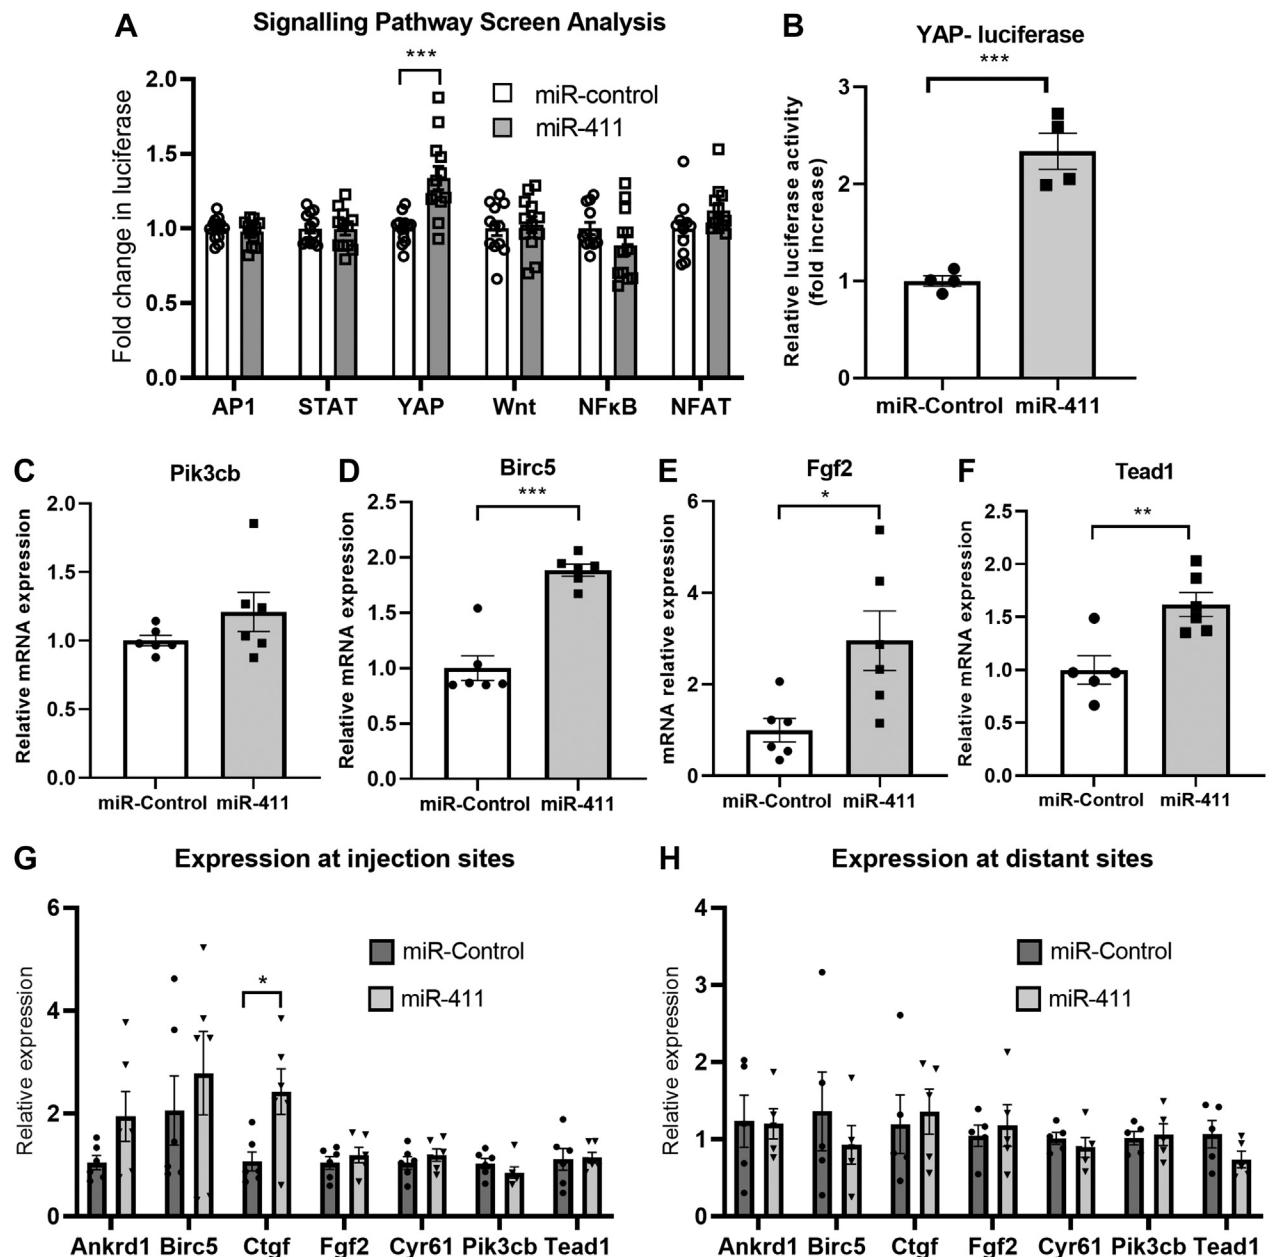 A
Signalling Pathway Screen Analysis
Fold change in luciferase
2.0
1.5
1.0
0.5
0.0
***
miR-control
miR-411
AP1 STAT YAP Wnt NFκB NFAT
B
YAP- luciferase
***
Relative luciferase activity
(fold increase)
3
2
1
0
miR-Control miR-411
C
Pik3cb
Relative mRNA expression
2.0
1.5
1.0
0.5
0.0
miR-Control miR-411
D
Birc5
***
Relative mRNA expression
2.5
2.0
1.5
1.0
0.5
0.0
miR-Control miR-411
E
Fgf2
*
mRNA relative expression
6
4
2
0
miR-Control miR-411
F
Tead1
**
Relative mRNA expression
2.5
2.0
1.5
1.0
0.5
0.0
miR-Control miR-411
G
Expression at injection sites
Relative expression
6
4
2
0
*
miR-Control
miR-411
Ankrd1 Birc5 Ctgf Fgf2 Cyr61 Pik3cb Tead1
H
Expression at distant sites
Relative expression
4
3
2
1
0
miR-Control
miR-411
Ankrd1 Birc5 Ctgf Fgf2 Cyr61 Pik3cb Tead1